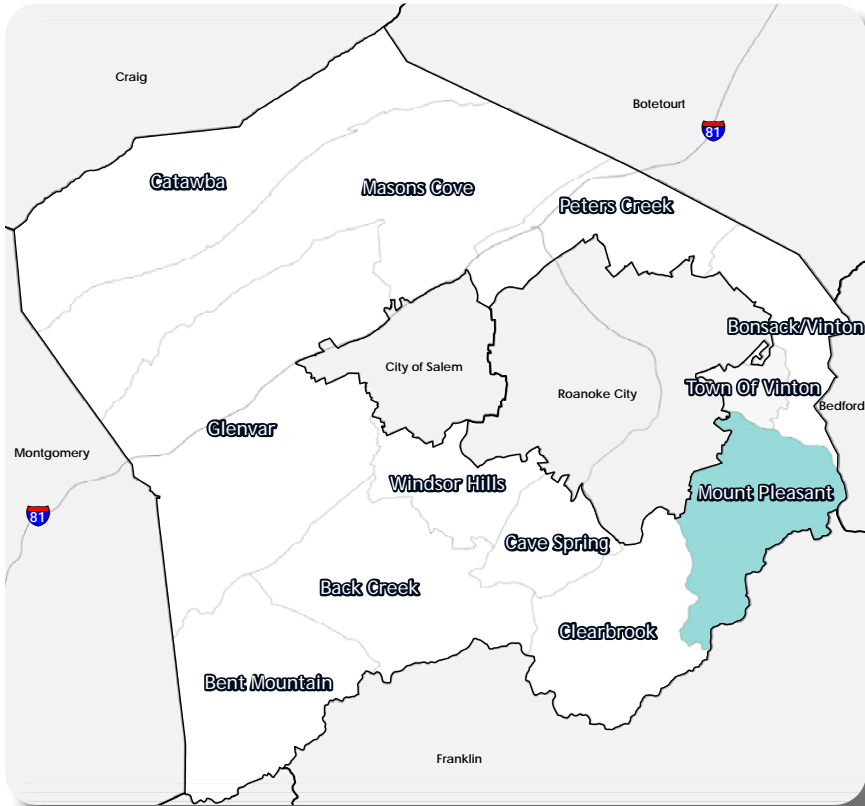 Craig
Botetourt
81
Catawba
Masons Cove
Peters Creek
Bonsack/Vinton
City of Salem
Town Of Vinton
Roanoke City
Bedford
Glenvar
Montgomery
Windsor Hills
Mount Pleasant
81
Cave Spring
Back Creek
Clearbrook
Bent Mountain
Franklin